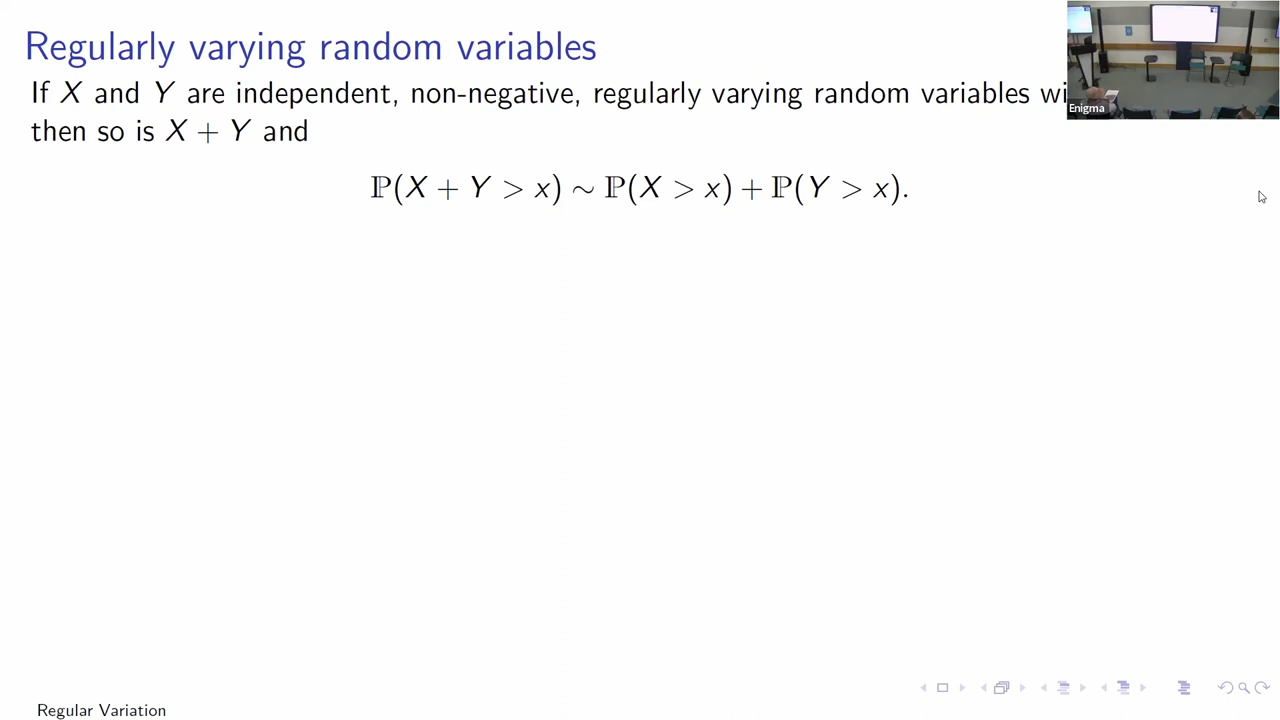 Regularly varying random variables
If X and Y are independent, non-negative, regularly varying random variables
then so is X + Y and
ℙ(X + Y > x) ∼ ℙ(X > x) + ℙ(Y > x).
Enigma
Regular Variation